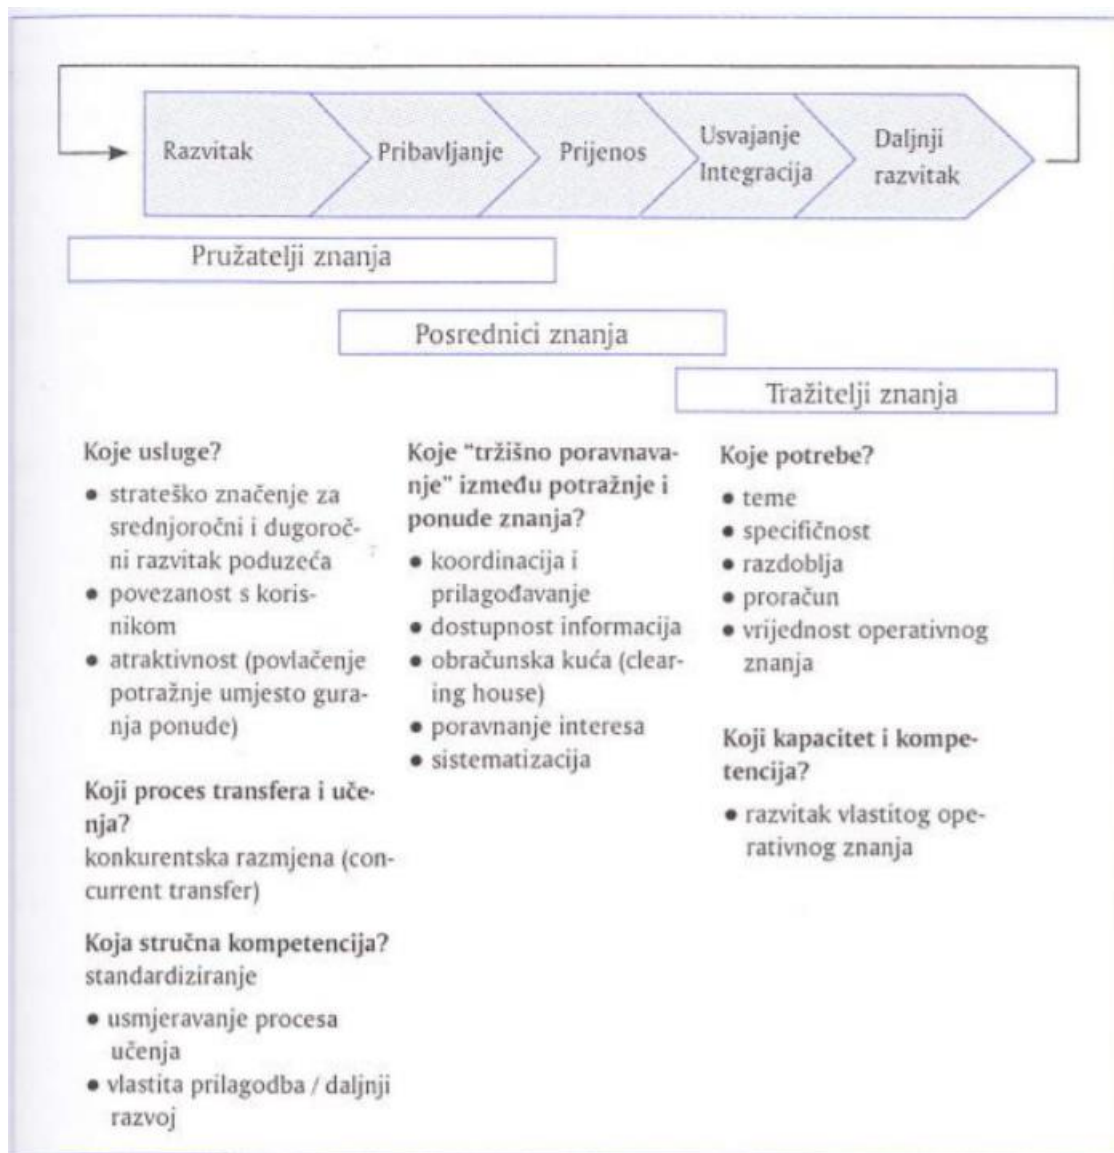 Razvitak
Pribavljanje
Prijenos
Usvajanje
Integracija
Daljnji
razvitak
Pružatelji znanja
Posrednici znanja
Tražitelji znanja
Koje usluge?
● strateško značenje za
srednjoročni i dugoroč-
ni razvitak poduzeća
● povezanost s koris-
nikom
● atraktivnost (povlačenje
potražnje umjesto gura-
nja ponude)
Koji proces transfera i uče-
nja?
konkurentska razmjena (con-
current transfer)
Koja stručna kompetencija?
standardiziranje
● usmjeravanje procesa
učenja
● vlastita prilagodba / daljnji
razvoj
Koje "tržišno poravnava-
nje" između potražnje i
ponude znanja?
● koordinacija i
prilagođavanje
● dostupnost informacija
● obračunska kuća (clear-
ing house)
● poravnanje interesa
● sistematizacija
Koje potrebe?
● teme
● specifičnost
● razdoblja
● proračun
● vrijednost operativnog
znanja
Koji kapacitet i kompe-
tencija?
● razvitak vlastitog ope-
rativnog znanja